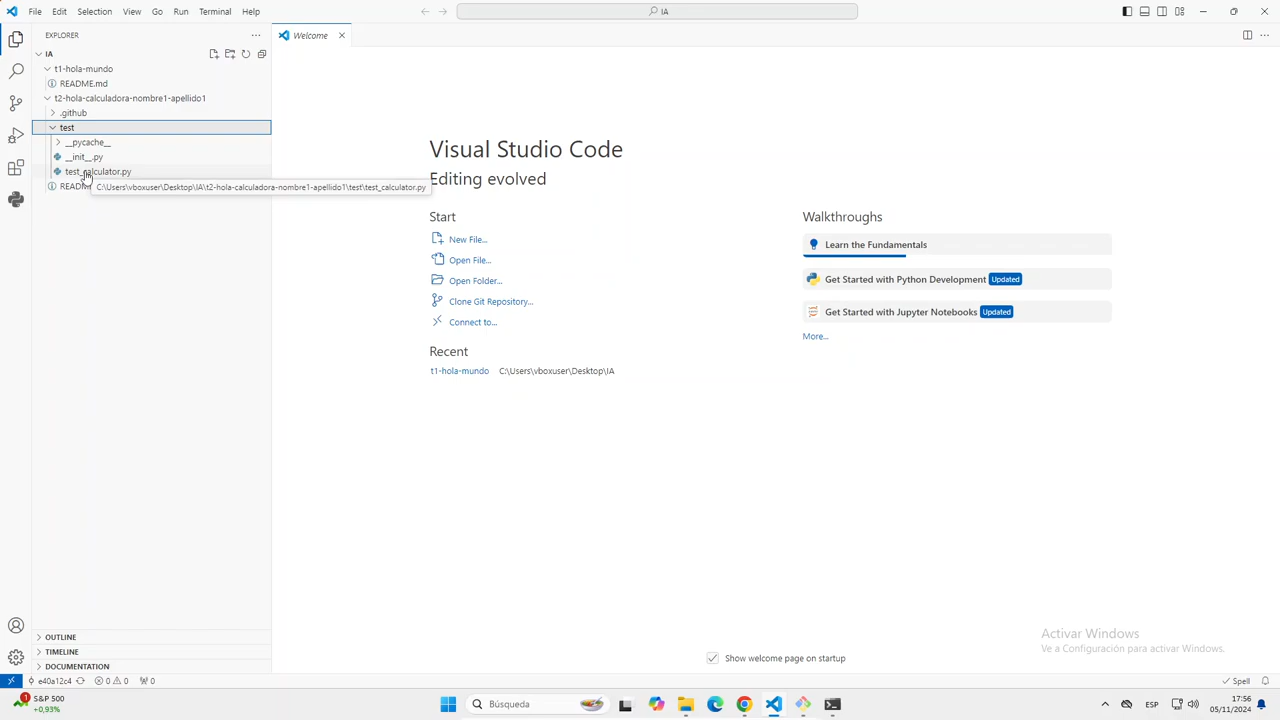 File Edit Selection View Go Run Terminal Help
IA
EXPLORER
Welcome
IA
t1-hola-mundo
README.md
t2-hola-calculadora-nombre1-apellido1
.github
test
__pycache__
__init__.py
test_calculator.py
C:\Users\vboxuser\Desktop\IA\t2-hola-calculadora-nombre1-apellido1\test\test_calculator.py
Visual Studio Code
Editing evolved
Start
New File...
Open File...
Open Folder...
Clone Git Repository...
Connect to...
Recent
t1-hola-mundo C:\Users\vboxuser\Desktop\IA
Walkthroughs
Learn the Fundamentals
Get Started with Python Development Updated
Get Started with Jupyter Notebooks Updated
More...
Activar Windows
Ve a Configuración para activar Windows.
OUTLINE
TIMELINE
DOCUMENTATION
Show welcome page on startup
e40a12c4 0 0 0
Spell
1
S&P 500
+0,93%
Búsqueda
ESP
17:56
05/11/2024